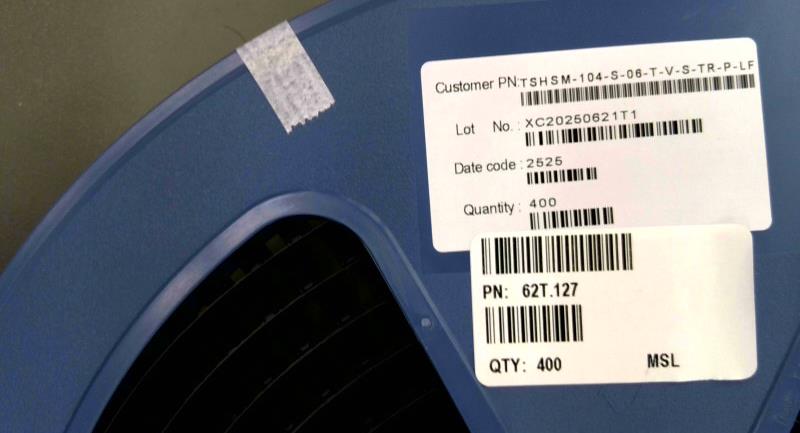 Customer PN:TSHSM-104-S-06-T-V-S-TR-P-LF
Lot No. : XC20250621T1
Date code : 2525
Quantity : 400
PN: 62T.127
QTY: 400 MSL